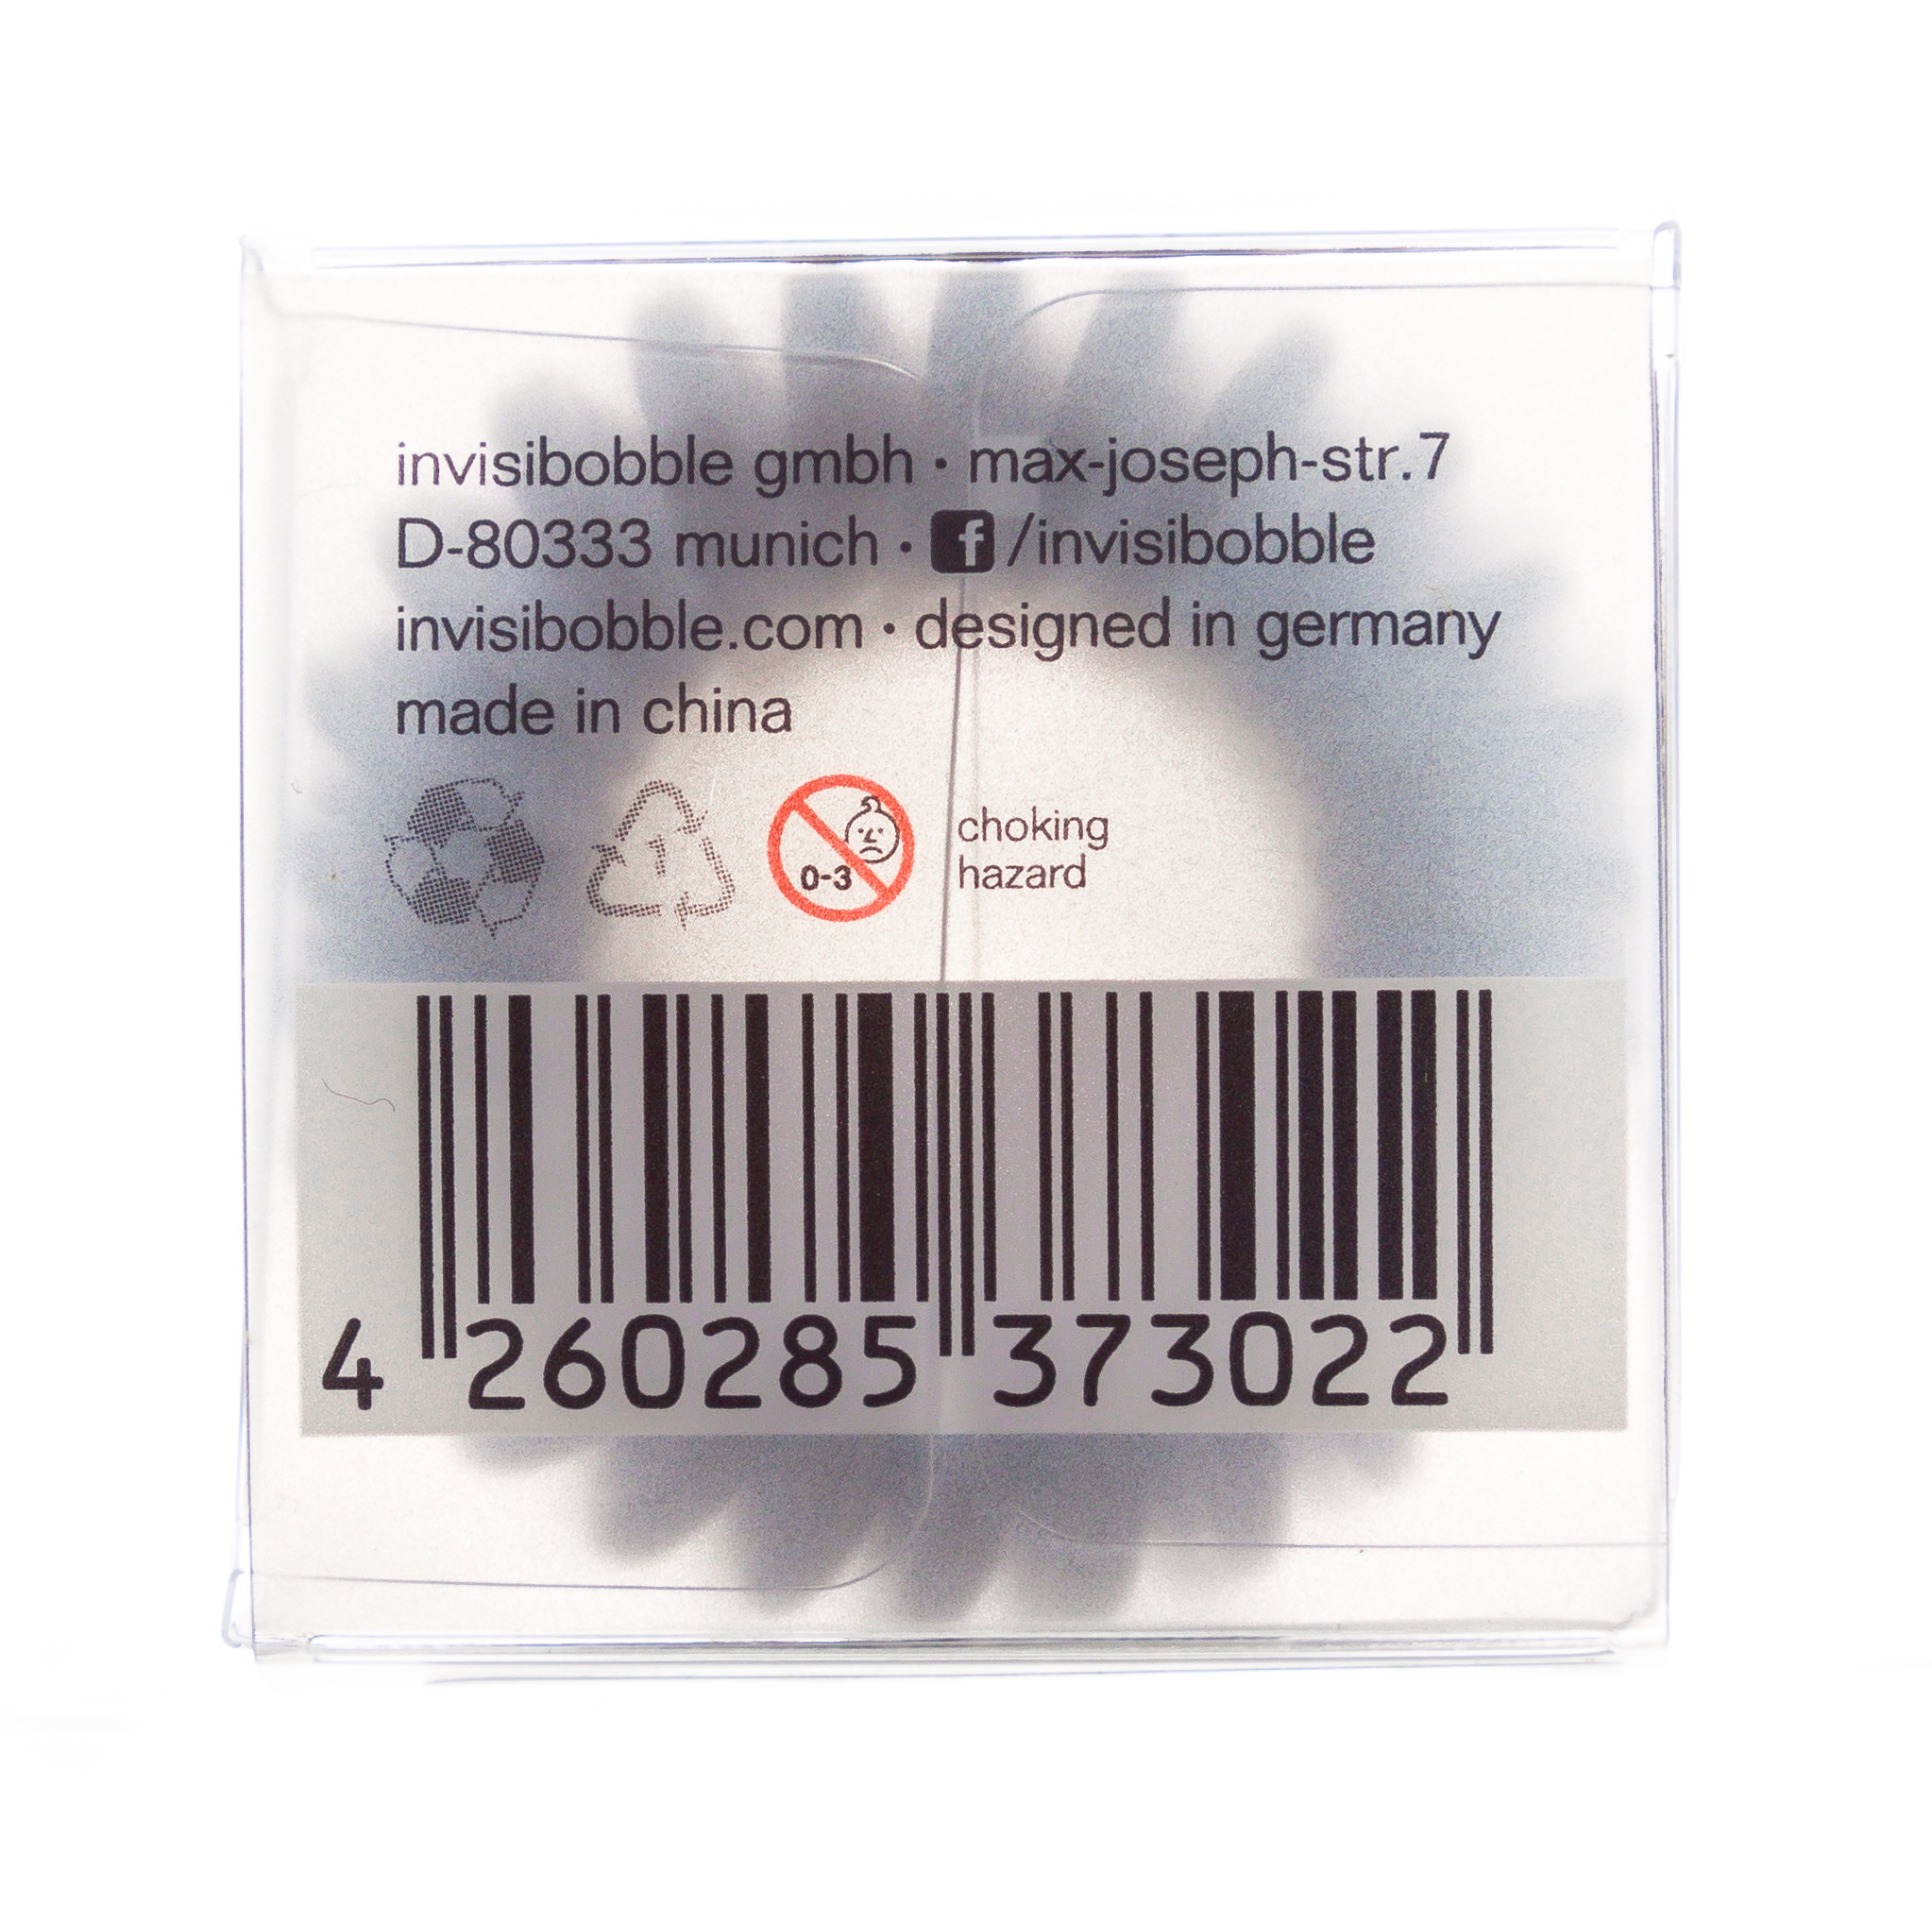 invisibobble gmbh · max-joseph-str.7
D-80333 munich · f /invisibobble
invisibobble.com · designed in germany
made in china
1
0-3
choking
hazard
4 260285 373022